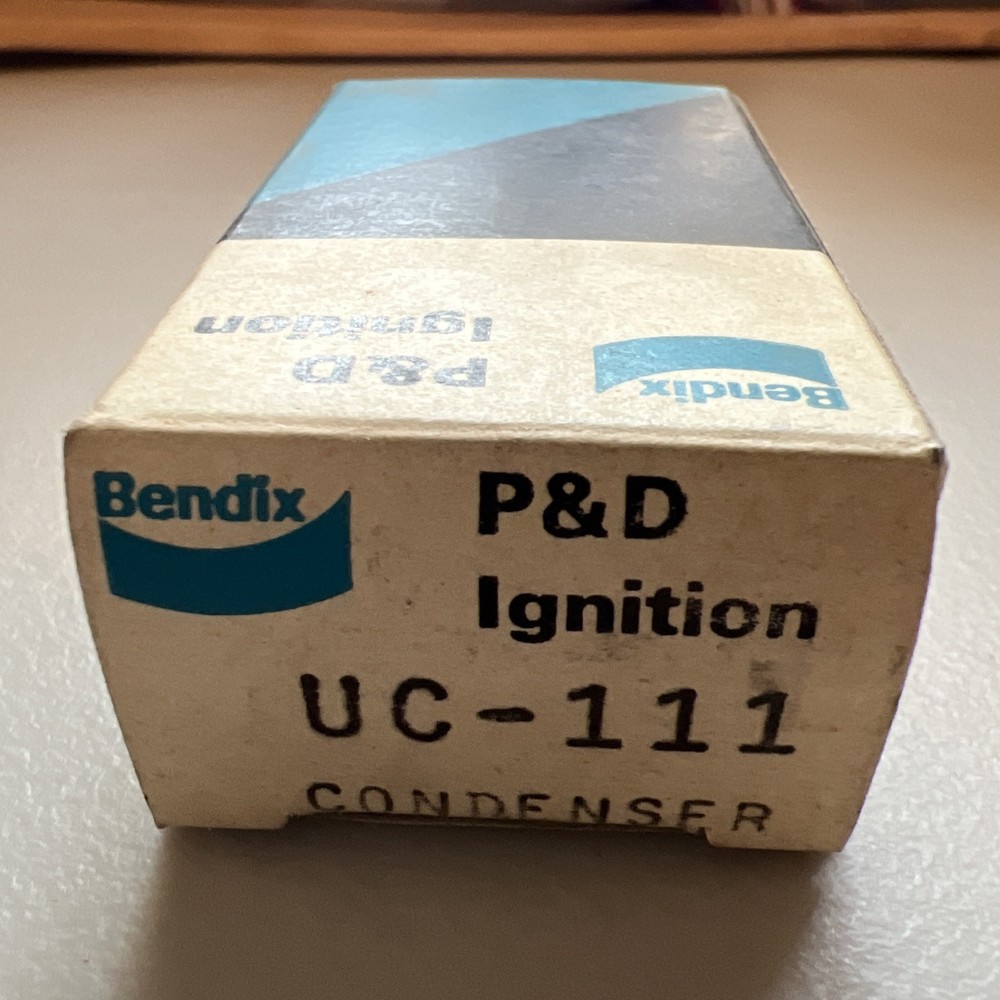 Ignition
P&D
Bendix
Bendix
P&D
Ignition
UC-111
CONDENSER